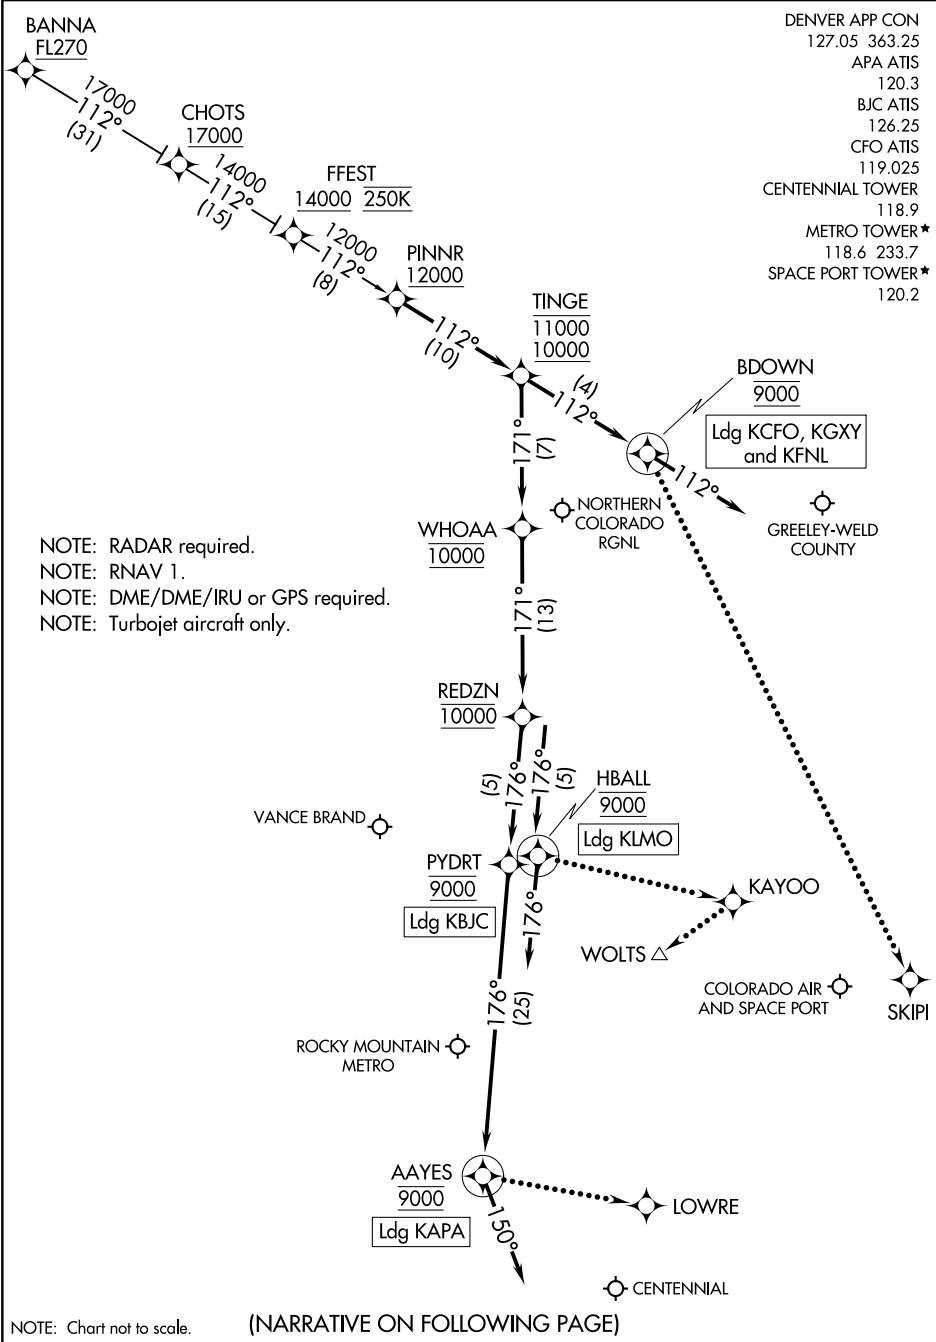 BANNA
FL270
17000
112°
(31)
CHOTS
17000
14000
112°
(15)
FFEST
14000 250K
12000
112°
(8)
PINNR
12000
112°
(10)
TINGE
11000
10000
(4)
112°
DENVER APP CON
127.05 363.25
APA ATIS
120.3
BJC ATIS
126.25
CFO ATIS
119.025
CENTENNIAL TOWER
118.9
METRO TOWER★
118.6 233.7
SPACE PORT TOWER★
120.2
BDOWN
9000
Ldg KCFO, KGXY
and KFNL
112°
171°
(7)
WHOAA
10000
NORTHERN
COLORADO
RGNL
GREELEY-WELD
COUNTY
NOTE: RADAR required.
NOTE: RNAV 1.
NOTE: DME/DME/IRU or GPS required.
NOTE: Turbojet aircraft only.
171°
(13)
REDZN
10000
(5)
176°
176°
(5)
HBALL
9000
Ldg KLMO
VANCE BRAND
PYDRT
9000
Ldg KBJC
176°
KAYOO
WOLTS
COLORADO AIR
AND SPACE PORT
SKIPI
176°
(25)
ROCKY MOUNTAIN
METRO
AAYES
9000
Ldg KAPA
150°
LOWRE
CENTENNIAL
NOTE: Chart not to scale.
(NARRATIVE ON FOLLOWING PAGE)